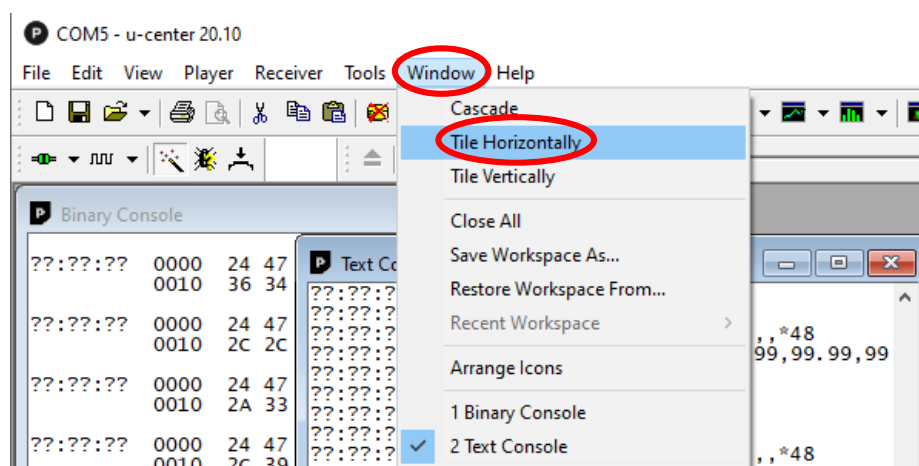 COM5 - u-center 20.10
File Edit View Player Receiver Tools Window Help
Cascade
Tile Horizontally
Tile Vertically
Close All
Save Workspace As...
Restore Workspace From...
Recent Workspace
Arrange Icons
1 Binary Console
2 Text Console
Binary Console
??:??:?? 0000 24 47
0010 36 34
??:??:?? 0000 24 47
0010 2C 2C
??:??:?? 0000 24 47
0010 2A 33
??:??:?? 0000 24 47
0010 2C 39
Text Co
??:??:?
??:??:?
??:??:?
??:??:?
??:??:?
??:??:?
??:??:?
??:??:?
??:??:?
,,*48
99,99.99,99
,,*48